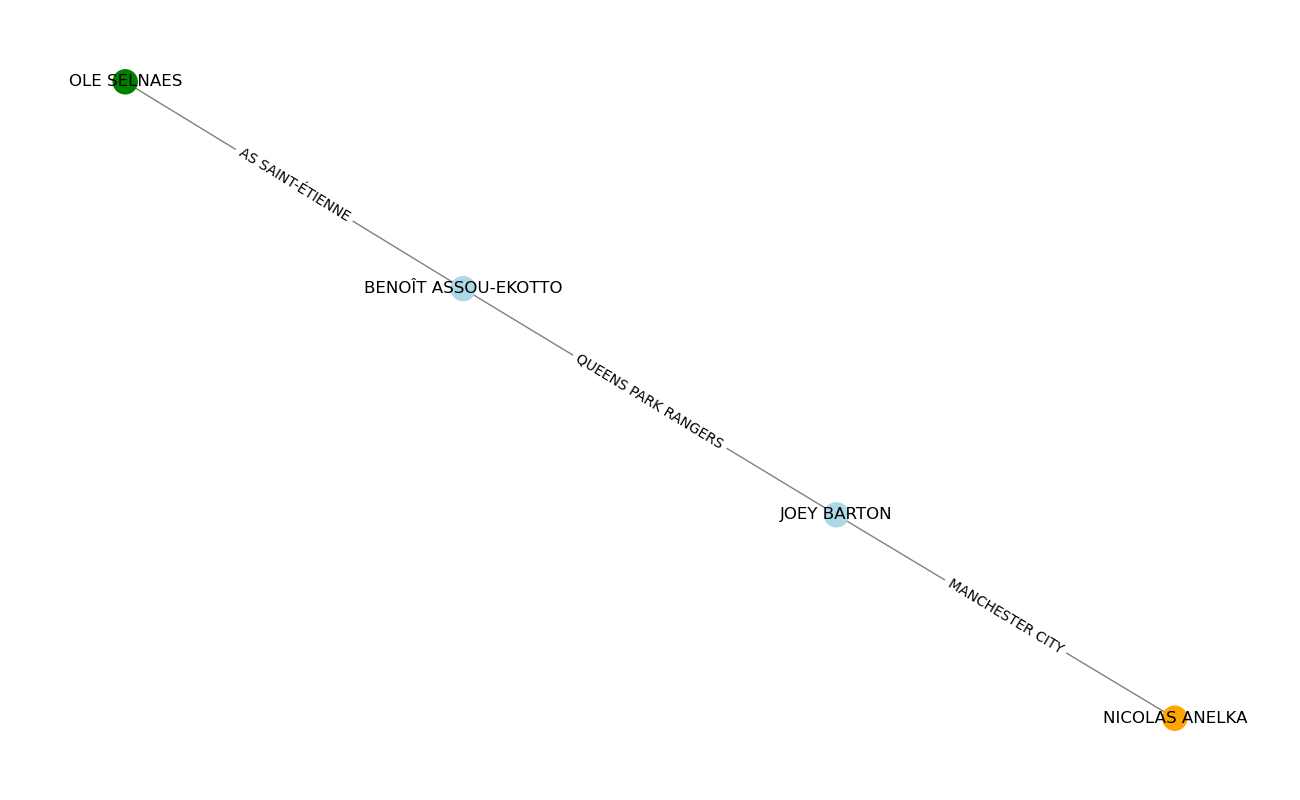 OLE SELNAES
AS SAINT-ÉTIENNE
BENOÎT ASSOU-EKOTTO
QUEENS PARK RANGERS
JOEY BARTON
MANCHESTER CITY
NICOLAS ANELKA